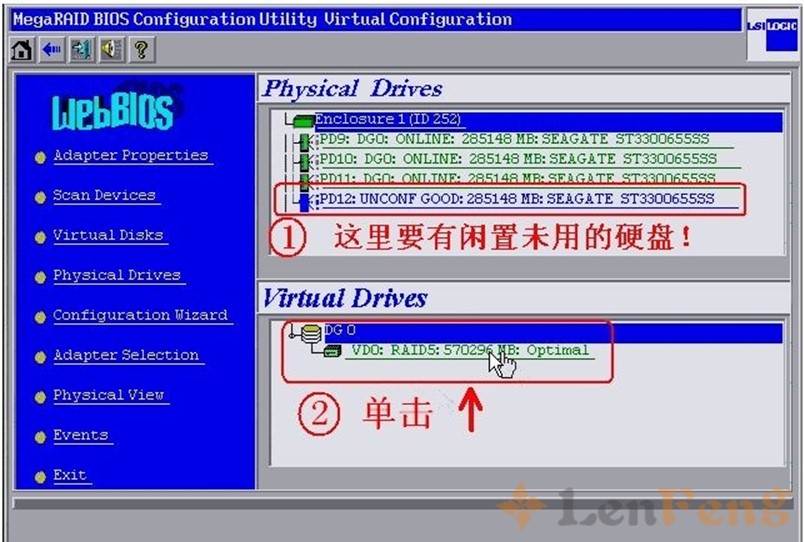 MegaRAID BIOS Configuration Utility Virtual Configuration
LSI LOGIC
WebBIOS
Adapter Properties
Scan Devices
Virtual Disks
Physical Drives
Configuration Wizard
Adapter Selection
Physical View
Events
Exit
Physical Drives
Enclosure 1 (ID 252)
PD9: DG0: ONLINE: 285148 MB: SEAGATE ST3300655SS
PD10: DG0: ONLINE: 285148 MB: SEAGATE ST3300655SS
PD11: DG0: ONLINE: 285148 MB: SEAGATE ST3300655SS
PD12: UNCONF GOOD: 285148 MB: SEAGATE ST3300655SS
① 这里要有闲置未用的硬盘!
Virtual Drives
DG 0
VD0: RAID5: 570296 MB: Optimal
② 单击
LenFeng